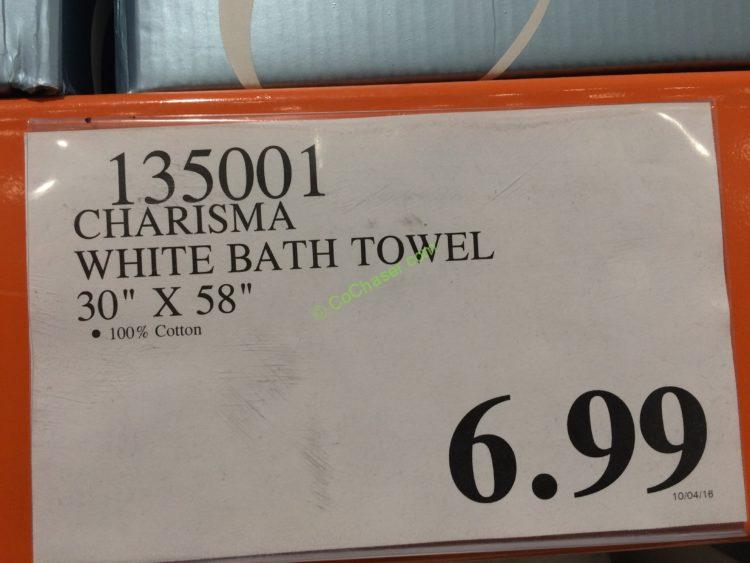 135001
CHARISMA
WHITE BATH TOWEL
30" X 58"
• 100% Cotton
© CoChaser.com
6.99
10/04/16